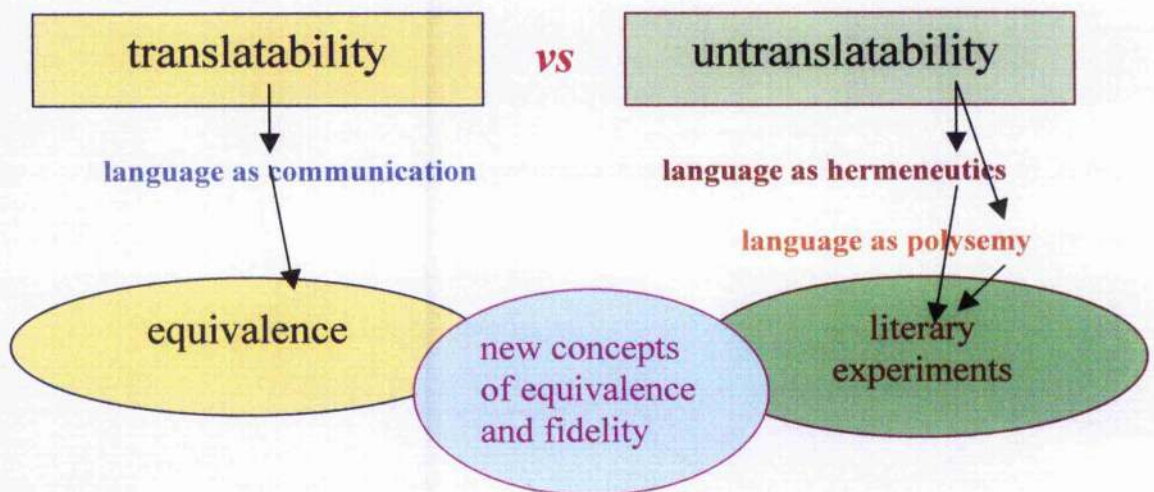 translatability
vs
untranslatability
language as communication
language as hermeneutics
language as polysemy
equivalence
new concepts
of equivalence
and fidelity
literary
experiments